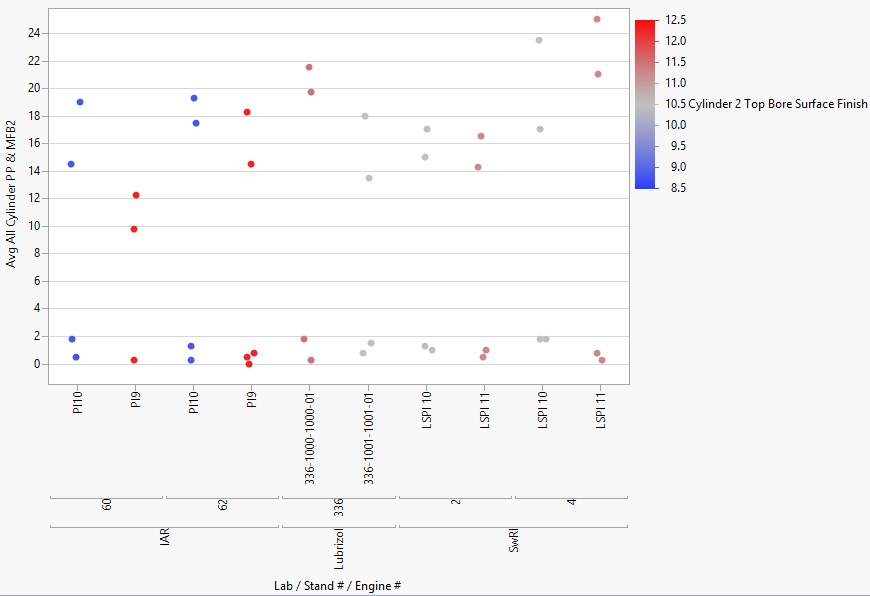 Avg All Cylinder PP & MFB2
24
22
20
18
16
14
12
10
8
6
4
2
0
12.5
12.0
11.5
11.0
10.5
10.0
9.5
9.0
8.5
Cylinder 2 Top Bore Surface Finish
PI10
PI9
PI10
PI9
336-1000-1000-01
336-1001-1001-01
LSPI 10
LSPI 11
LSPI 10
LSPI 11
60
62
336
2
4
IAR
Lubrizol
SwRI
Lab / Stand # / Engine #